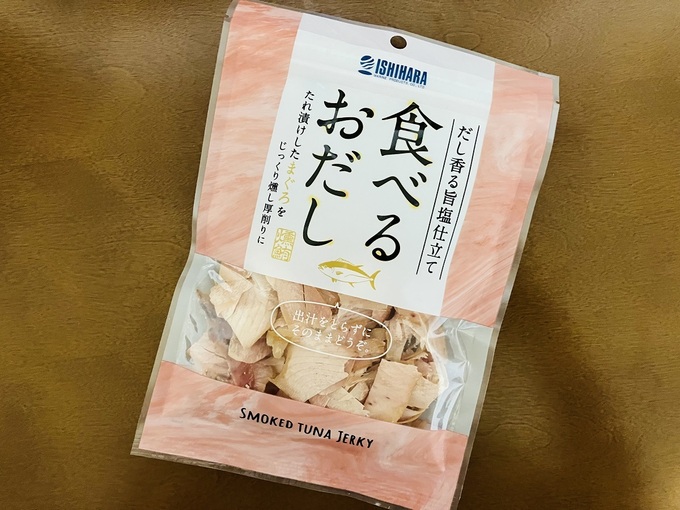 ISHIHARA
だし香る旨塩仕立て
食べる
おだし
たれ漬けしたまぐろを
じっくり燻し厚削りに
出汁をとらずに
そのままどうぞ。
SMOKED TUNA JERKY